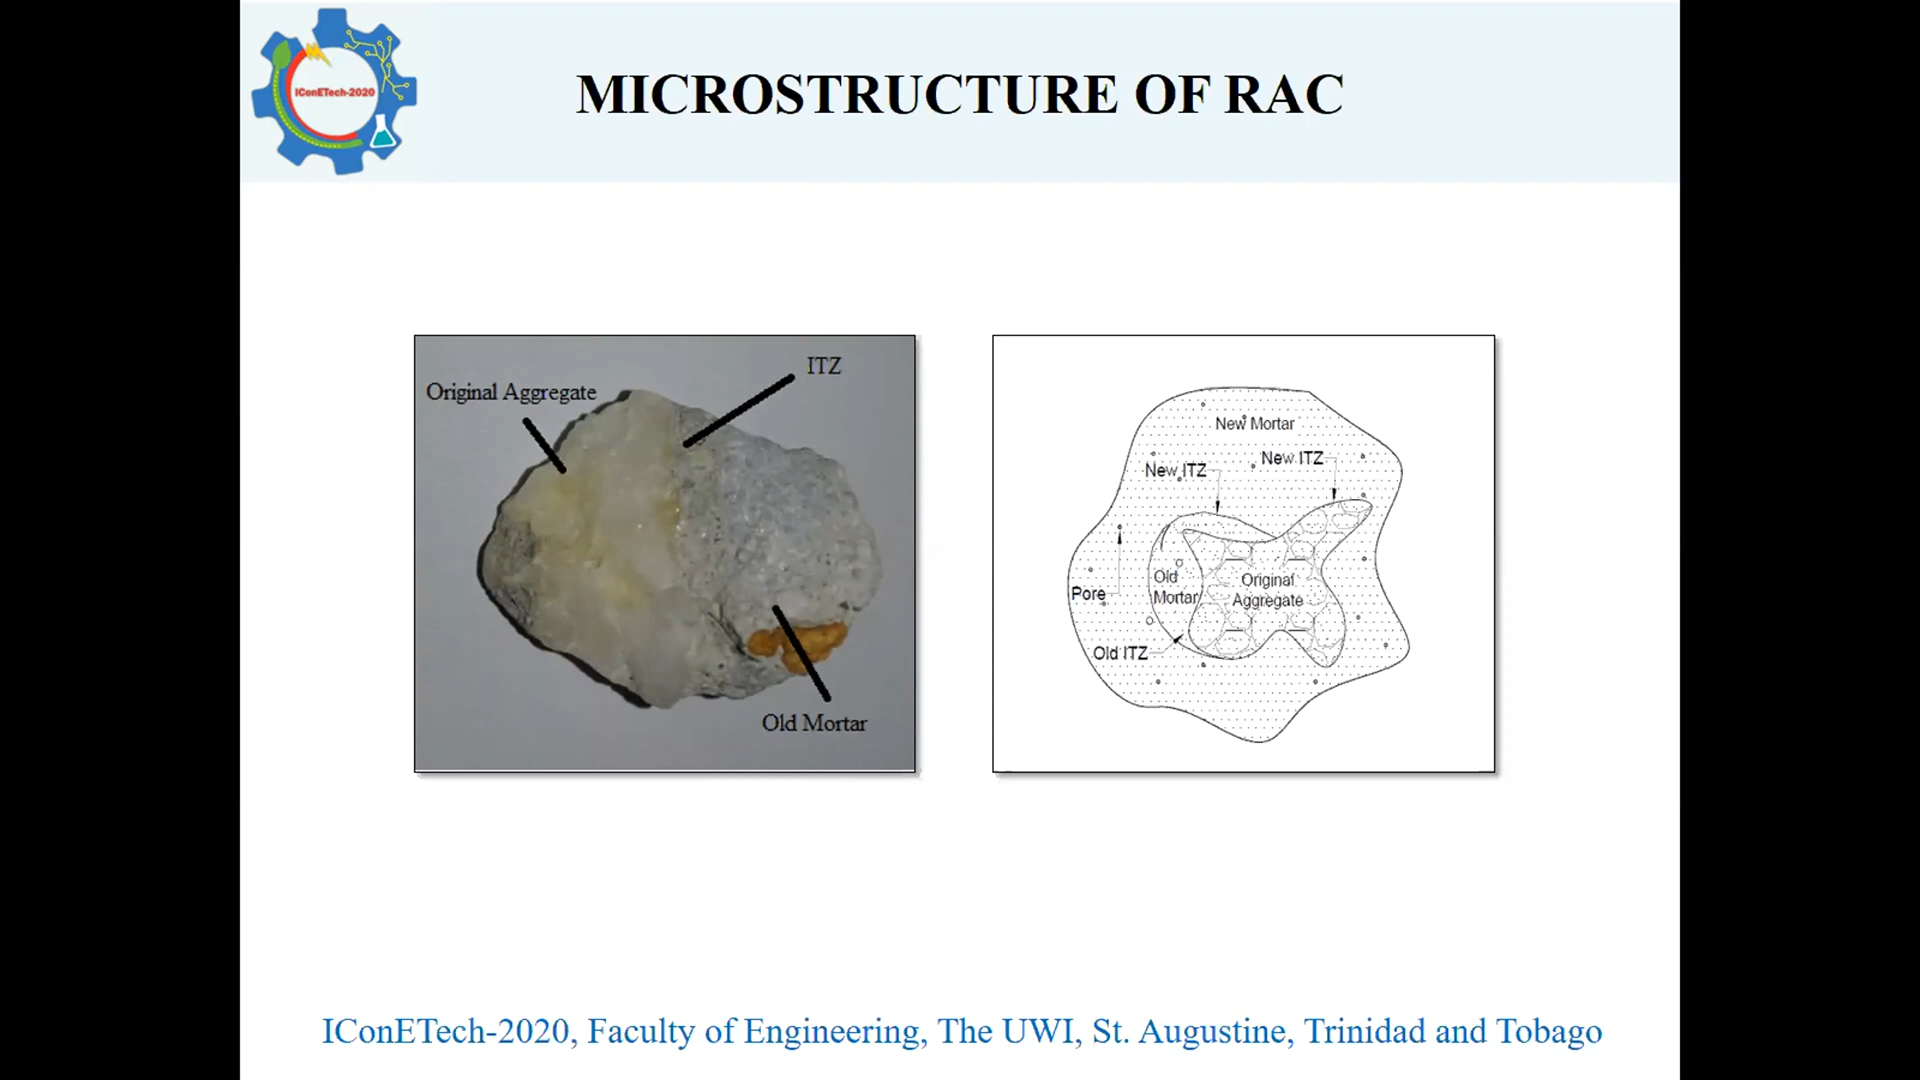 IConETech-2020
MICROSTRUCTURE OF RAC
ITZ
Original Aggregate
Old Mortar
New Mortar
New ITZ
New ITZ
Old
Mortar
Original
Aggregate
Pore
Old ITZ
IConETech-2020, Faculty of Engineering, The UWI, St. Augustine, Trinidad and Tobago